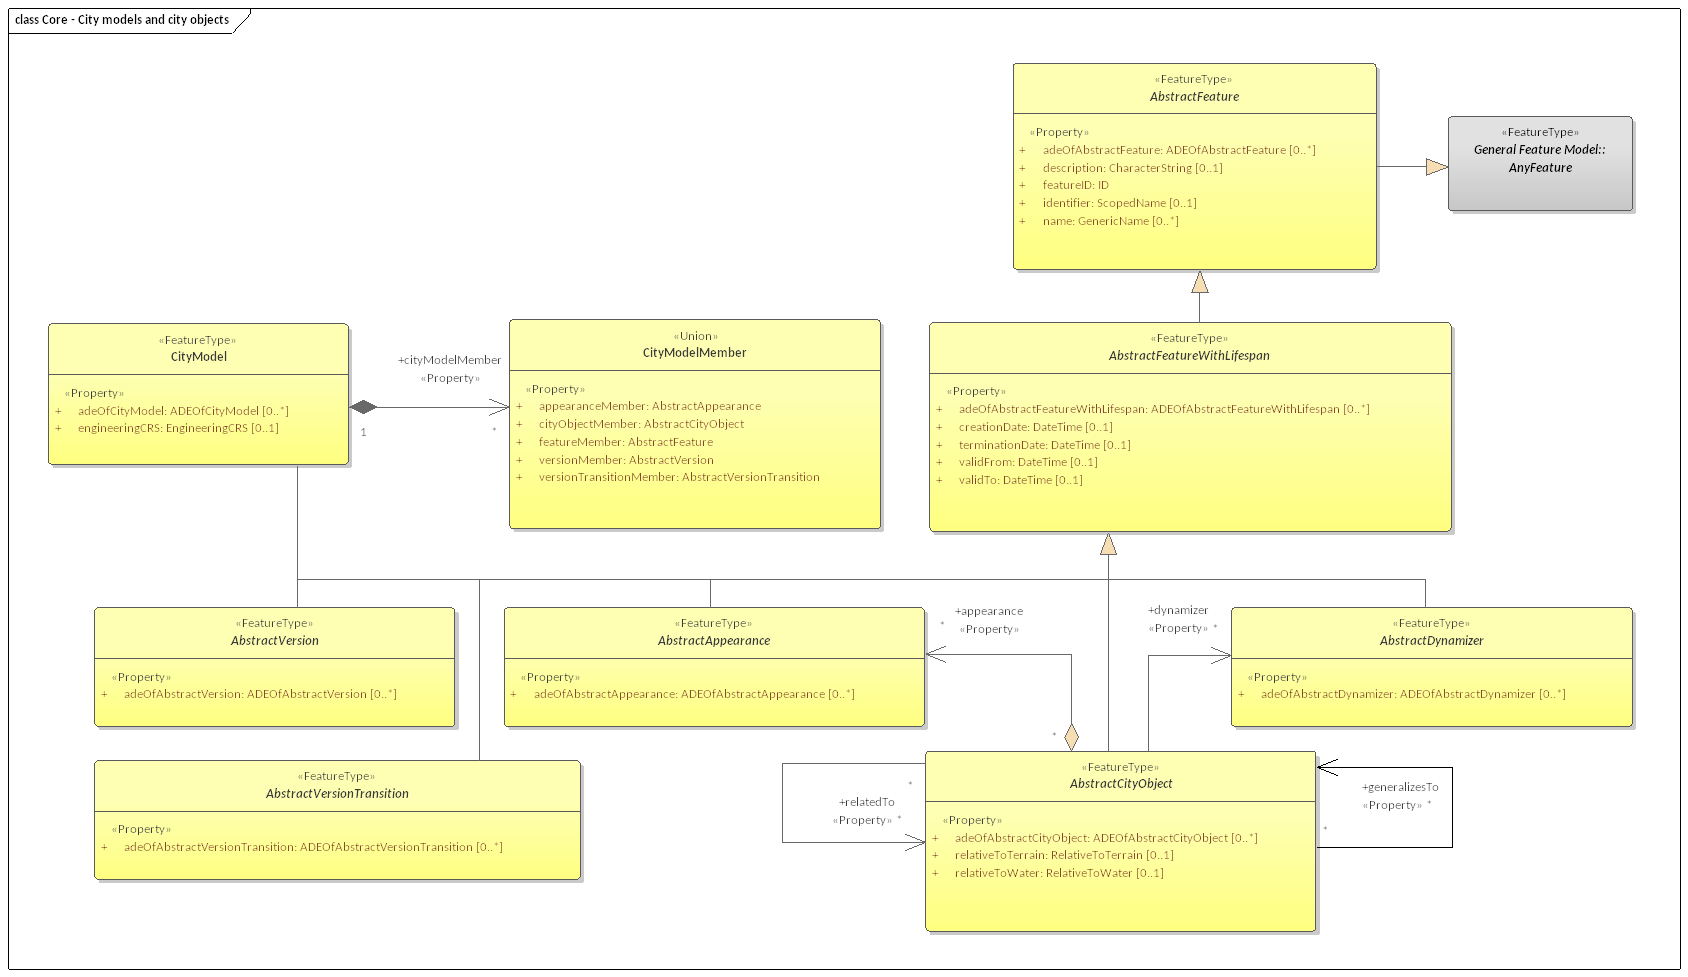 class Core - City models and city objects
«FeatureType»
AbstractFeature
«Property»
+ adeOfAbstractFeature: ADEOfAbstractFeature [0..*]
+ description: CharacterString [0..1]
+ featureID: ID
+ identifier: ScopedName [0..1]
+ name: GenericName [0..*]
«FeatureType»
General Feature Model::
AnyFeature
«FeatureType»
CityModel
«Property»
+ adeOfCityModel: ADEOfCityModel [0..*]
+ engineeringCRS: EngineeringCRS [0..1]
+cityModelMember
«Property»
1
*
«Union»
CityModelMember
«Property»
+ appearanceMember: AbstractAppearance
+ cityObjectMember: AbstractCityObject
+ featureMember: AbstractFeature
+ versionMember: AbstractVersion
+ versionTransitionMember: AbstractVersionTransition
«FeatureType»
AbstractFeatureWithLifespan
«Property»
+ adeOfAbstractFeatureWithLifespan: ADEOfAbstractFeatureWithLifespan [0..*]
+ creationDate: DateTime [0..1]
+ terminationDate: DateTime [0..1]
+ validFrom: DateTime [0..1]
+ validTo: DateTime [0..1]
«FeatureType»
AbstractVersion
«Property»
+ adeOfAbstractVersion: ADEOfAbstractVersion [0..*]
«FeatureType»
AbstractAppearance
«Property»
+ adeOfAbstractAppearance: ADEOfAbstractAppearance [0..*]
+appearance
* «Property»
*
+dynamizer
«Property» *
«FeatureType»
AbstractDynamizer
«Property»
+ adeOfAbstractDynamizer: ADEOfAbstractDynamizer [0..*]
«FeatureType»
AbstractVersionTransition
«Property»
+ adeOfAbstractVersionTransition: ADEOfAbstractVersionTransition [0..*]
*
+relatedTo
«Property» *
«FeatureType»
AbstractCityObject
«Property»
+ adeOfAbstractCityObject: ADEOfAbstractCityObject [0..*]
+ relativeToTerrain: RelativeToTerrain [0..1]
+ relativeToWater: RelativeToWater [0..1]
+generalizesTo
«Property» *
*